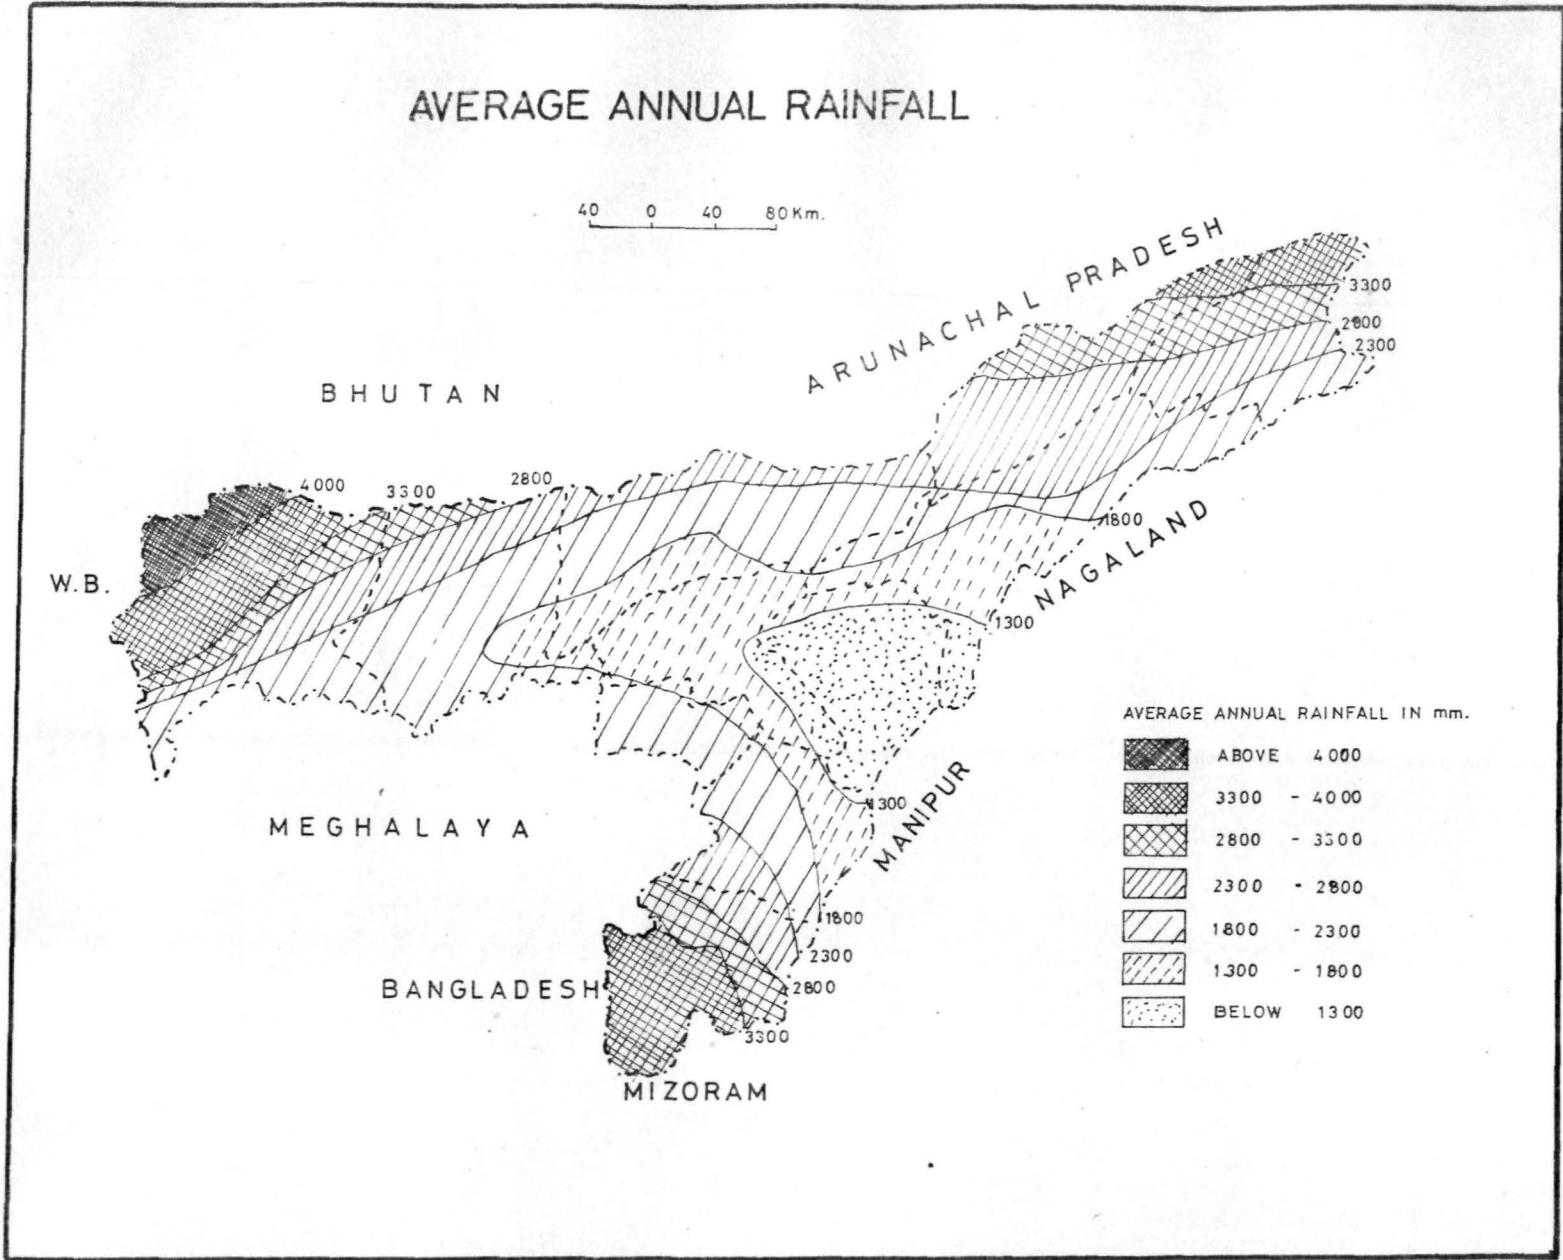 AVERAGE ANNUAL RAINFALL
40 0 40 80 Km.
ARUNACHAL PRADESH
3300
2800
2300
BHUTAN
4000
3300
2800
W.B.
1800
NAGALAND
1300
AVERAGE ANNUAL RAINFALL IN mm.
ABOVE 4000
3300 - 4000
2800 - 3300
2300 - 2800
1800 - 2300
1300 - 1800
BELOW 1300
1300
MANIPUR
MEGHALAYA
1800
2300
BANGLADESH
2800
3300
MIZORAM